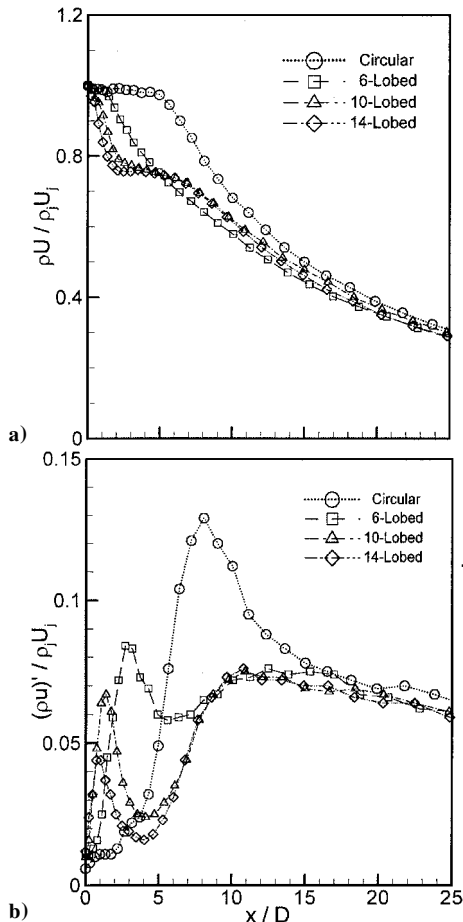 1.2
0.8
0.4
0
ρU / ρjUj
Circular
6-Lobed
10-Lobed
14-Lobed
a)
0.15
0.1
0.05
0
(ρu)' / ρjUj
Circular
6-Lobed
10-Lobed
14-Lobed
0 5 10 15 20 25
x / D
b)